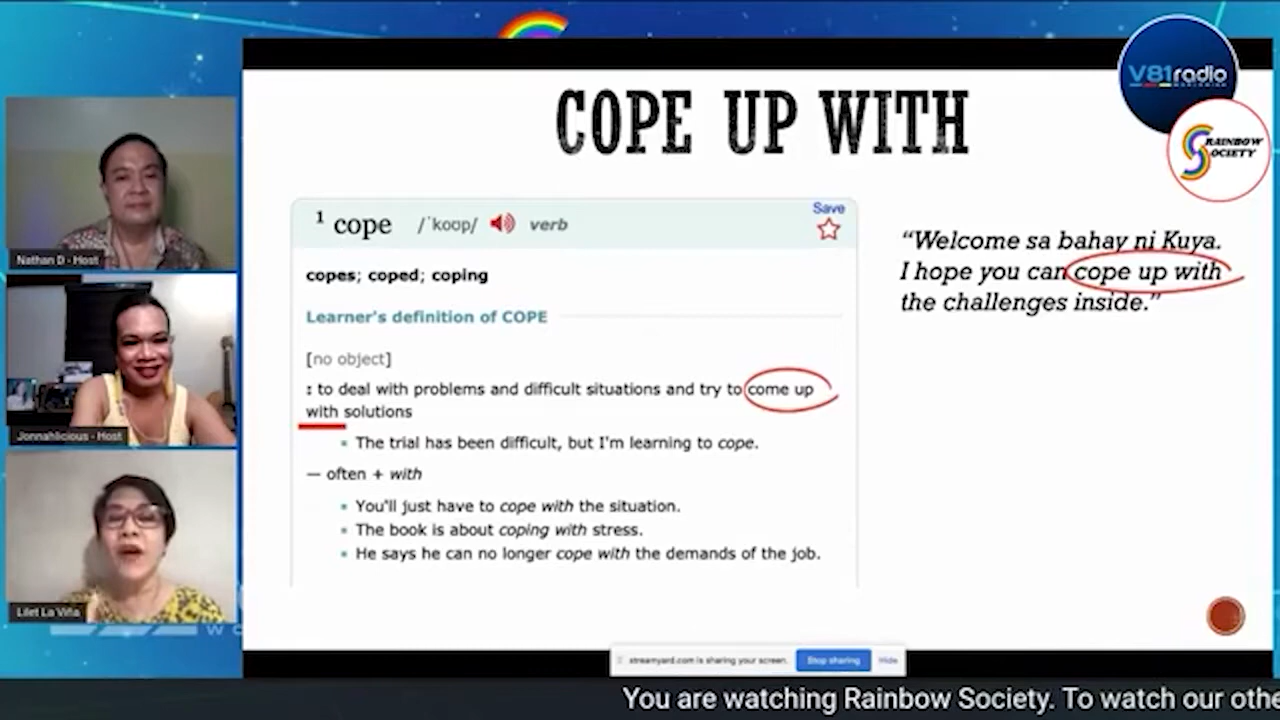 COPE UP WITH
V81radio
RAINBOW
SOCIETY
Nathan D - Host
Jonnahlicious - Host
Lilet La Viña
1 cope /ˈkoʊp/ verb
Save
copes; coped; coping
Learner's definition of COPE
[no object]
: to deal with problems and difficult situations and try to come up
with solutions
▪ The trial has been difficult, but I'm learning to cope.
— often + with
▪ You'll just have to cope with the situation.
▪ The book is about coping with stress.
▪ He says he can no longer cope with the demands of the job.
“Welcome sa bahay ni Kuya.
I hope you can cope up with
the challenges inside.”
streamyard.com is sharing your screen. Stop sharing Hide
You are watching Rainbow Society. To watch our othe